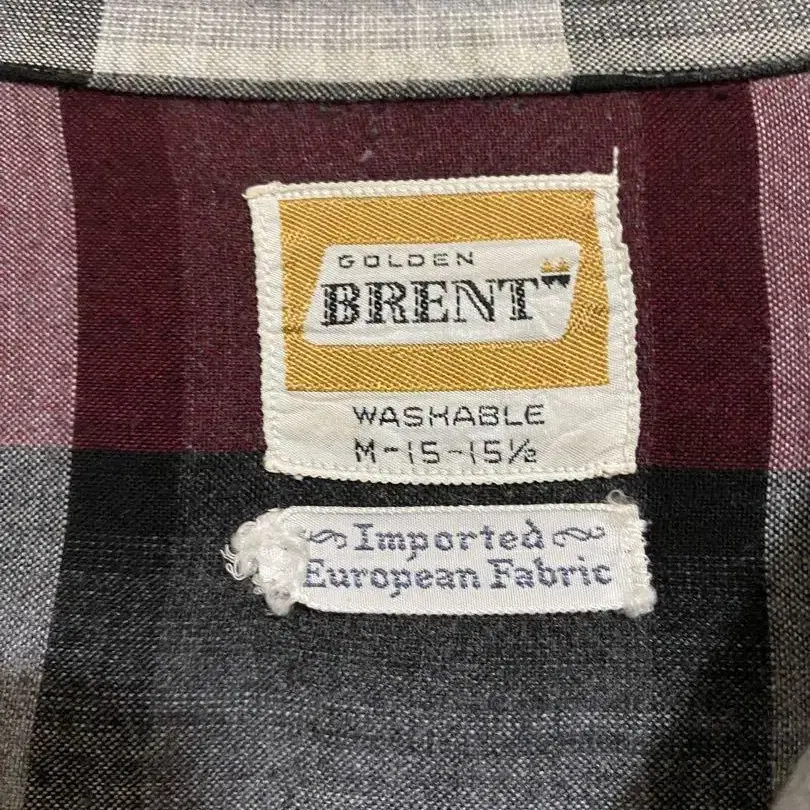 GOLDEN
BRENT
WASHABLE
M-15-15½
Imported
European Fabric